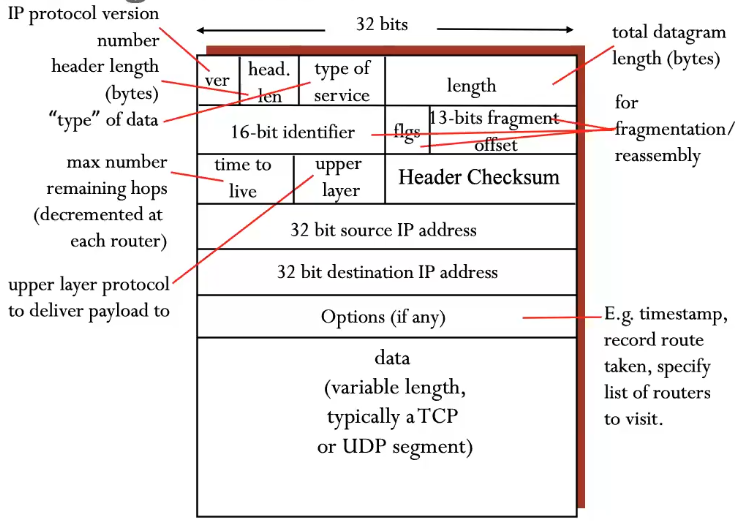 IP protocol version
number
header length
(bytes)
“type” of data
max number
remaining hops
(decremented at
each router)
upper layer protocol
to deliver payload to
32 bits
ver
head.
len
type of
service
length
16-bit identifier
flgs
13-bits fragment
offset
time to
live
upper
layer
Header Checksum
32 bit source IP address
32 bit destination IP address
Options (if any)
data
(variable length,
typically a TCP
or UDP segment)
total datagram
length (bytes)
for
fragmentation/
reassembly
E.g. timestamp,
record route
taken, specify
list of routers
to visit.